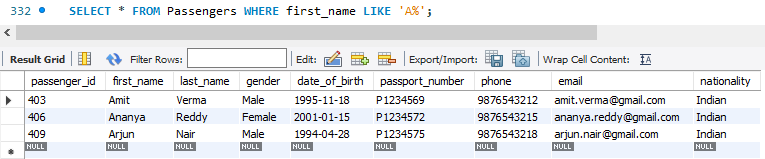 332 SELECT * FROM Passengers WHERE first_name LIKE 'A%';
Result Grid Filter Rows: Edit: Export/Import: Wrap Cell Content: IA
passenger_id first_name last_name gender date_of_birth passport_number phone email nationality
403 Amit Verma Male 1995-11-18 P1234569 9876543212 amit.verma@gmail.com Indian
406 Ananya Reddy Female 2001-01-15 P1234572 9876543215 ananya.reddy@gmail.com Indian
409 Arjun Nair Male 1994-04-28 P1234575 9876543218 arjun.nair@gmail.com Indian
NULL NULL NULL NULL NULL NULL NULL NULL NULL